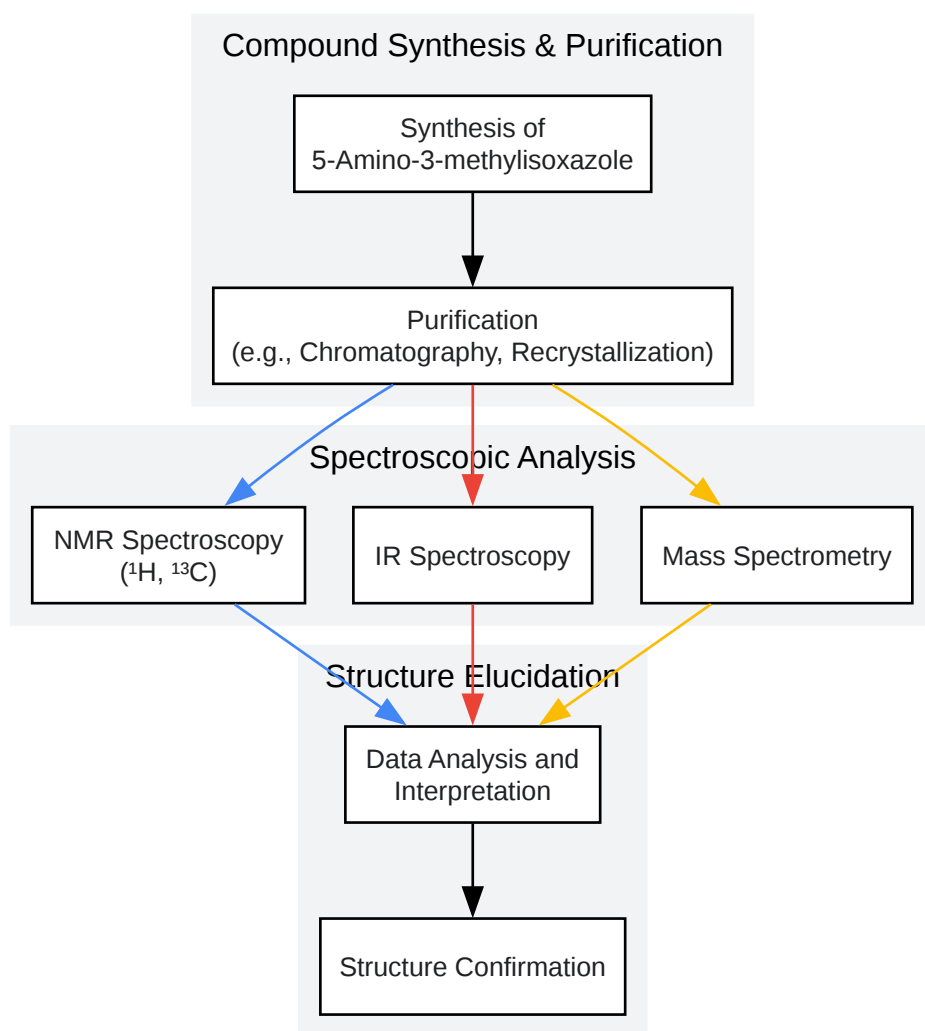 Compound Synthesis & Purification
Synthesis of
5-Amino-3-methylisoxazole
Purification
(e.g., Chromatography, Recrystallization)
Spectroscopic Analysis
NMR Spectroscopy
(¹H, ¹³C)
IR Spectroscopy
Mass Spectrometry
Structure Elucidation
Data Analysis and
Interpretation
Structure Confirmation